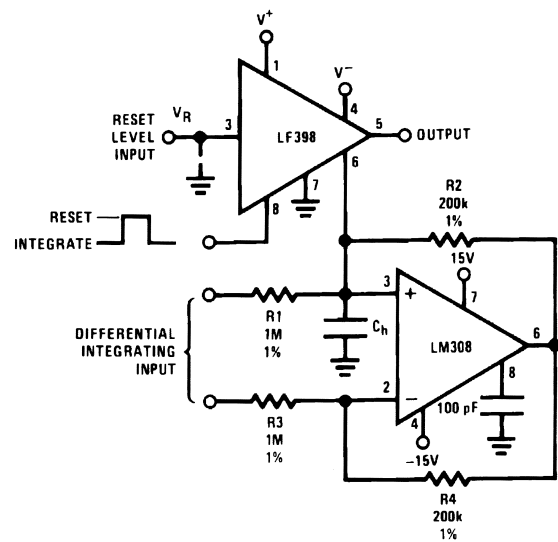 V+
V−
1
4
RESET
LEVEL
INPUT
VR
3
LF398
5
OUTPUT
6
7
8
RESET
INTEGRATE
R2
200k
1%
15V
3
+
7
R1
1M
1%
Ch
DIFFERENTIAL
INTEGRATING
INPUT
LM308
6
8
2
−
100 pF
4
R3
1M
1%
−15V
R4
200k
1%